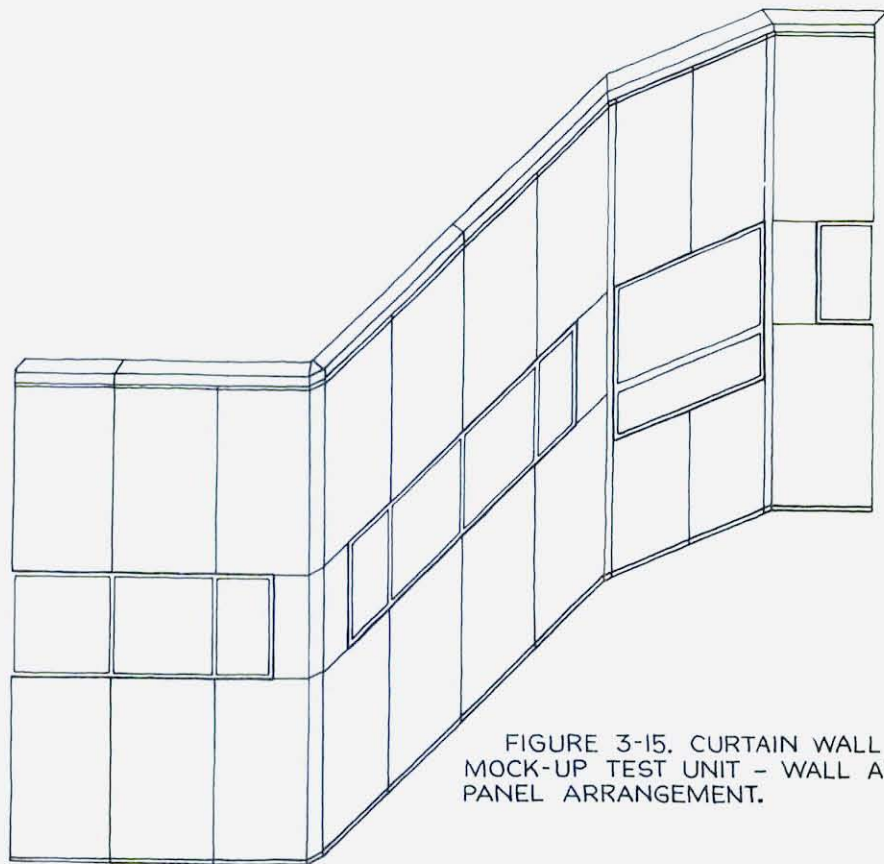 FIGURE 3-15. CURTAIN WALL
MOCK-UP TEST UNIT - WALL A
PANEL ARRANGEMENT.